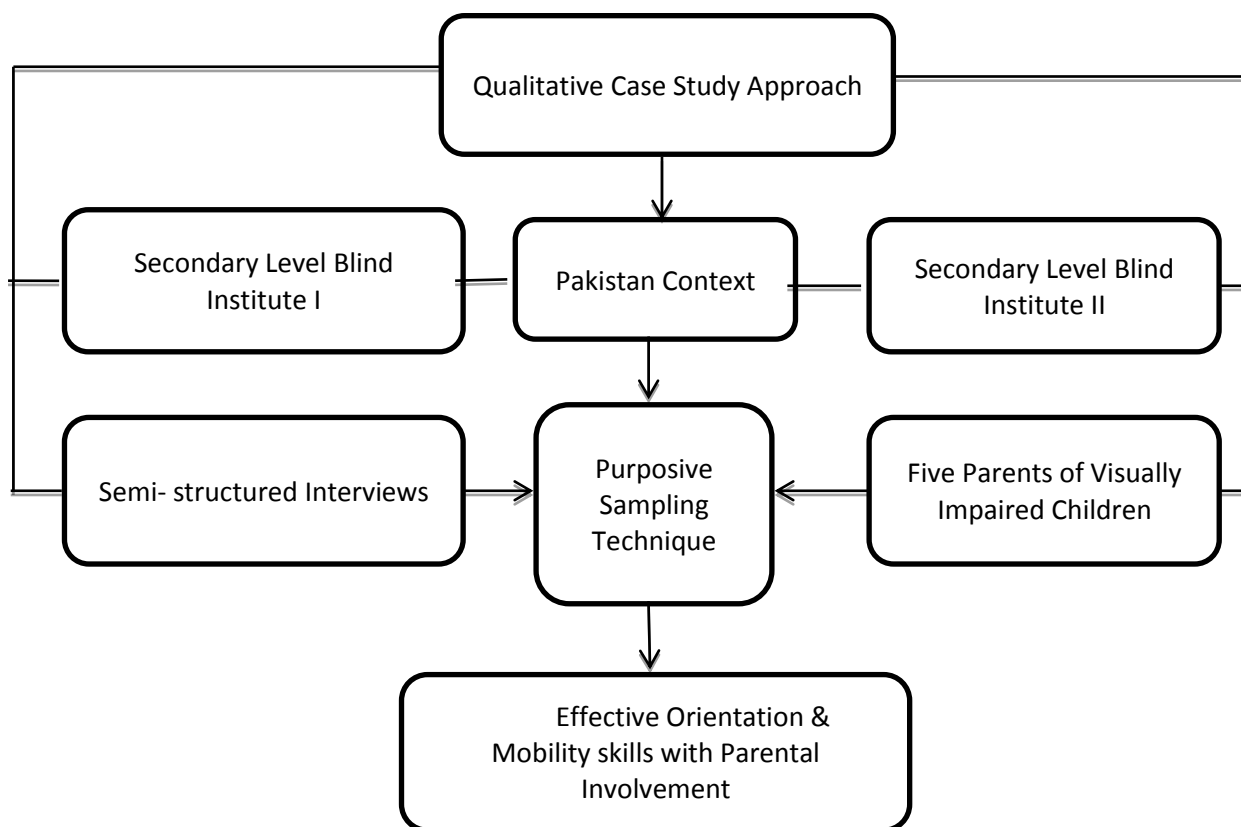 Qualitative Case Study Approach
Secondary Level Blind
Institute I
Pakistan Context
Secondary Level Blind
Institute II
Semi- structured Interviews
Purposive
Sampling
Technique
Five Parents of Visually
Impaired Children
Effective Orientation &
Mobility skills with Parental
Involvement